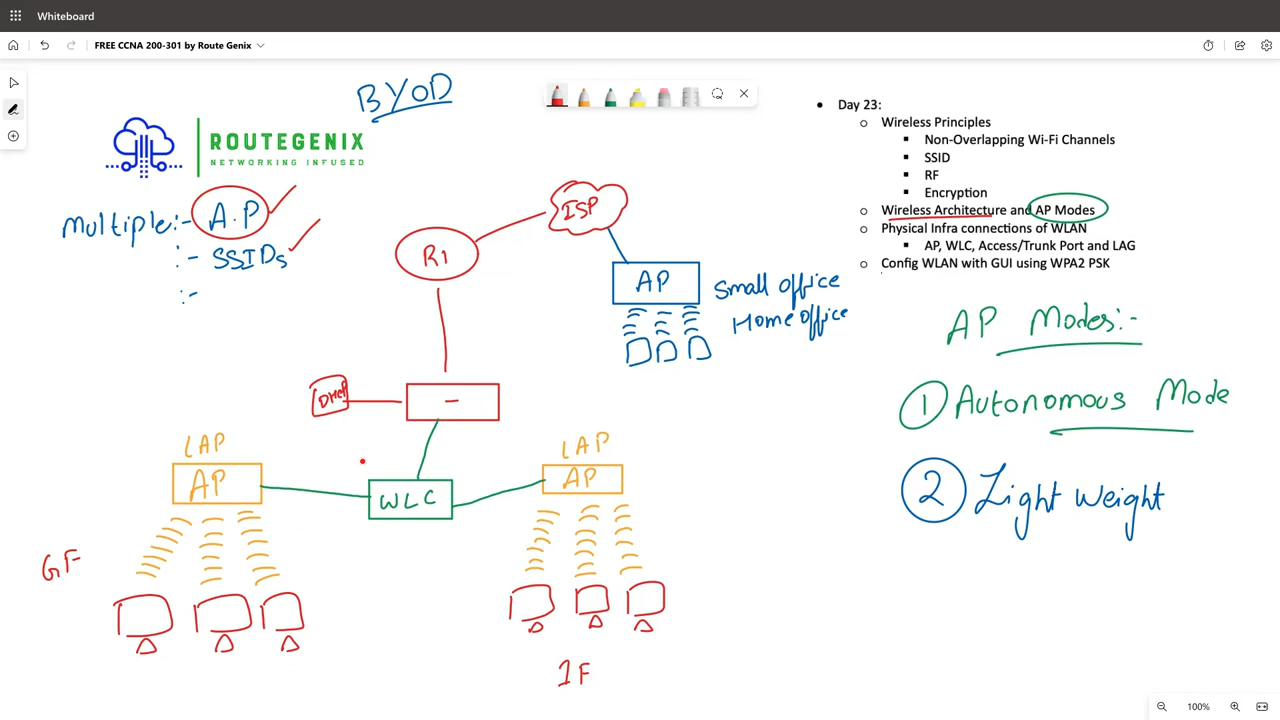 Whiteboard
FREE CCNA 200-301 by Route Genix
BYOD
ROUTEGENIX
NETWORKING INFUSED
Multiple:- A.P
:- SSIDs
:-
ISP
R1
AP
Small office
Home office
DHCP
-
LAP
AP
WLC
LAP
AP
GF
1F
Day 23:
Wireless Principles
Non-Overlapping Wi-Fi Channels
SSID
RF
Encryption
Wireless Architecture and AP Modes
Physical Infra connections of WLAN
AP, WLC, Access/Trunk Port and LAG
Config WLAN with GUI using WPA2 PSK
AP Modes:-
1 Autonomous Mode
2 Light Weight
100%